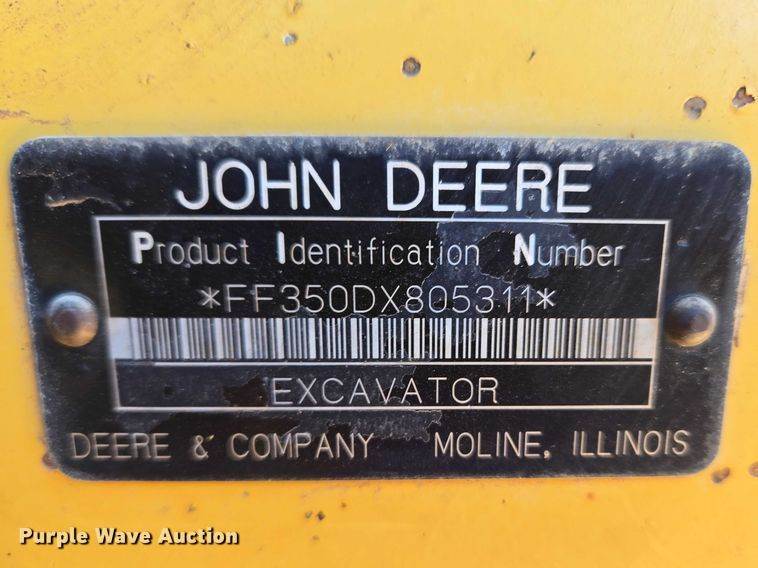 JOHN DEERE
Product Identification Number
*FF350DX805311*
EXCAVATOR
DEERE & COMPANY MOLINE, ILLINOIS
Purple Wave Auction